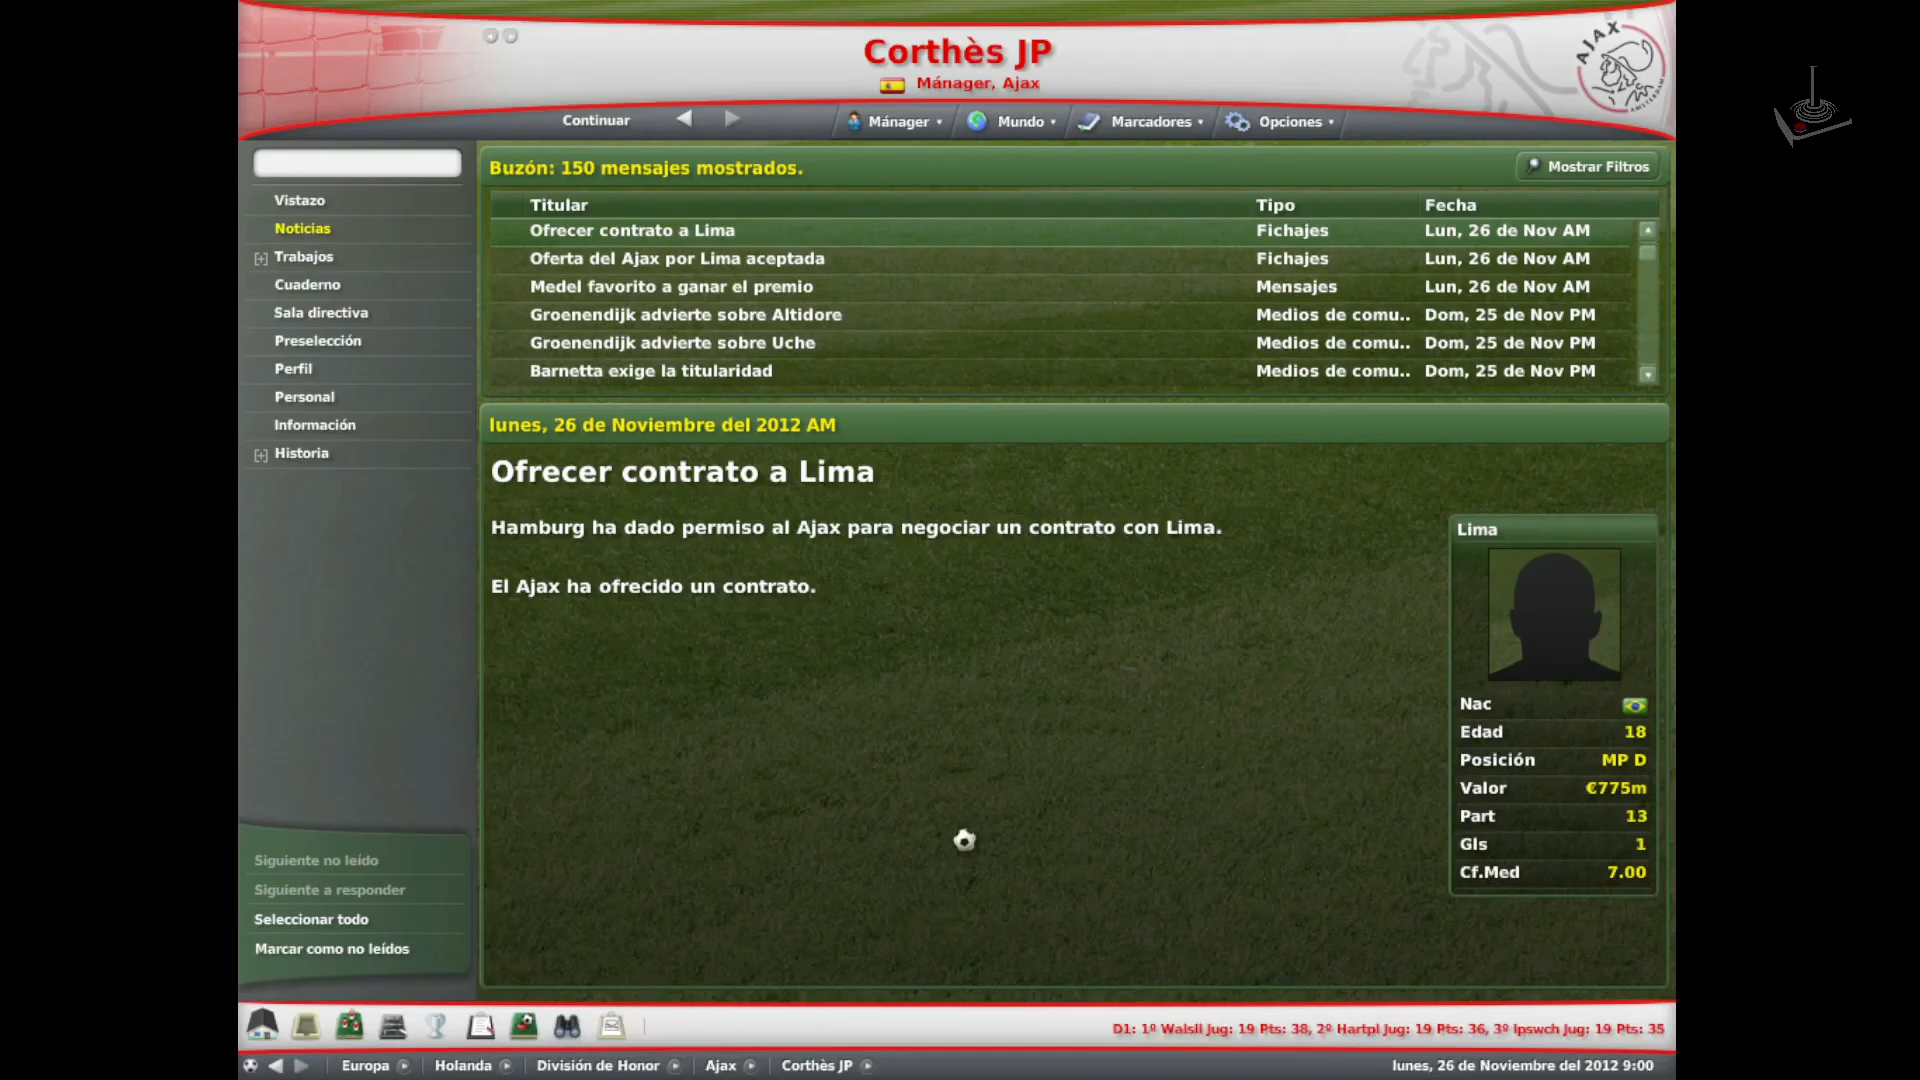 Corthès JP
Mánager, Ajax
AJAX
AMSTERDAM
Continuar
Mánager
Mundo
Marcadores
Opciones
Vistazo
Noticias
Trabajos
Cuaderno
Sala directiva
Preselección
Perfil
Personal
Información
Historia
Siguiente no leído
Siguiente a responder
Seleccionar todo
Marcar como no leídos
Buzón: 150 mensajes mostrados.
Mostrar Filtros
Titular Tipo Fecha
Ofrecer contrato a Lima Fichajes Lun, 26 de Nov AM
Oferta del Ajax por Lima aceptada Fichajes Lun, 26 de Nov AM
Medel favorito a ganar el premio Mensajes Lun, 26 de Nov AM
Groenendijk advierte sobre Altidore Medios de comu.. Dom, 25 de Nov PM
Groenendijk advierte sobre Uche Medios de comu.. Dom, 25 de Nov PM
Barnetta exige la titularidad Medios de comu.. Dom, 25 de Nov PM
lunes, 26 de Noviembre del 2012 AM
Ofrecer contrato a Lima
Hamburg ha dado permiso al Ajax para negociar un contrato con Lima.
El Ajax ha ofrecido un contrato.
Lima
Nac
Edad 18
Posición MP D
Valor €775m
Part 13
Gls 1
Cf.Med 7.00
D1: 1º Walsll Jug: 19 Pts: 38, 2º Hartpl Jug: 19 Pts: 36, 3º Ipswch Jug: 19 Pts: 35
Europa
Holanda
División de Honor
Ajax
Corthès JP
lunes, 26 de Noviembre del 2012 9:00